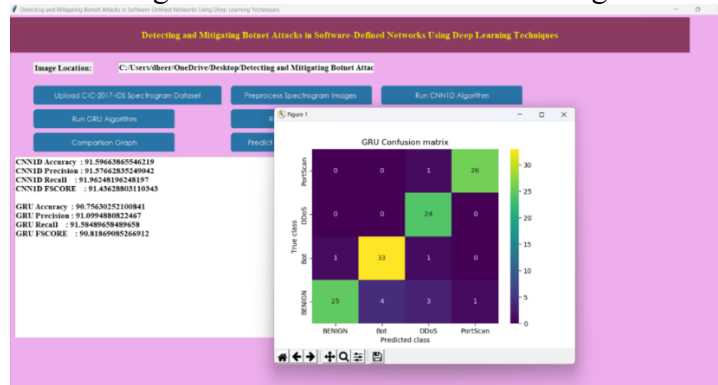 Detecting and Mitigating Botnet Attacks in Software-Defined Networks Using Deep Learning Techniques
Detecting and Mitigating Botnet Attacks in Software-Defined Networks Using Deep Learning Techniques
Image Location: C:/Users/dheer/OneDrive/Desktop/Detecting and Mitigating Botnet Attac
Upload CIC-2017-IDS Spectrogram Dataset Preprocess Spectrogram Images Run CNN1D Algorithm
Run GRU Algorithm R
Comparison Graph Predict
CNN1D Accuracy : 91.59663865546219
CNN1D Precision : 91.57662835249042
CNN1D Recall : 91.96248196248197
CNN1D FSCORE : 91.43628803110343
GRU Accuracy : 90.75630252100841
GRU Precision : 91.0994880822467
GRU Recall : 91.58489658489658
GRU FSCORE : 90.81869085266912
Figure 1
GRU Confusion matrix
PortScan 0 0 1 26
DDoS 0 0 24 0
Bot 1 33 1 0
BENIGN 25 4 3 1
True class
BENIGN Bot DDoS PortScan
Predicted class
30
25
20
15
10
5
0